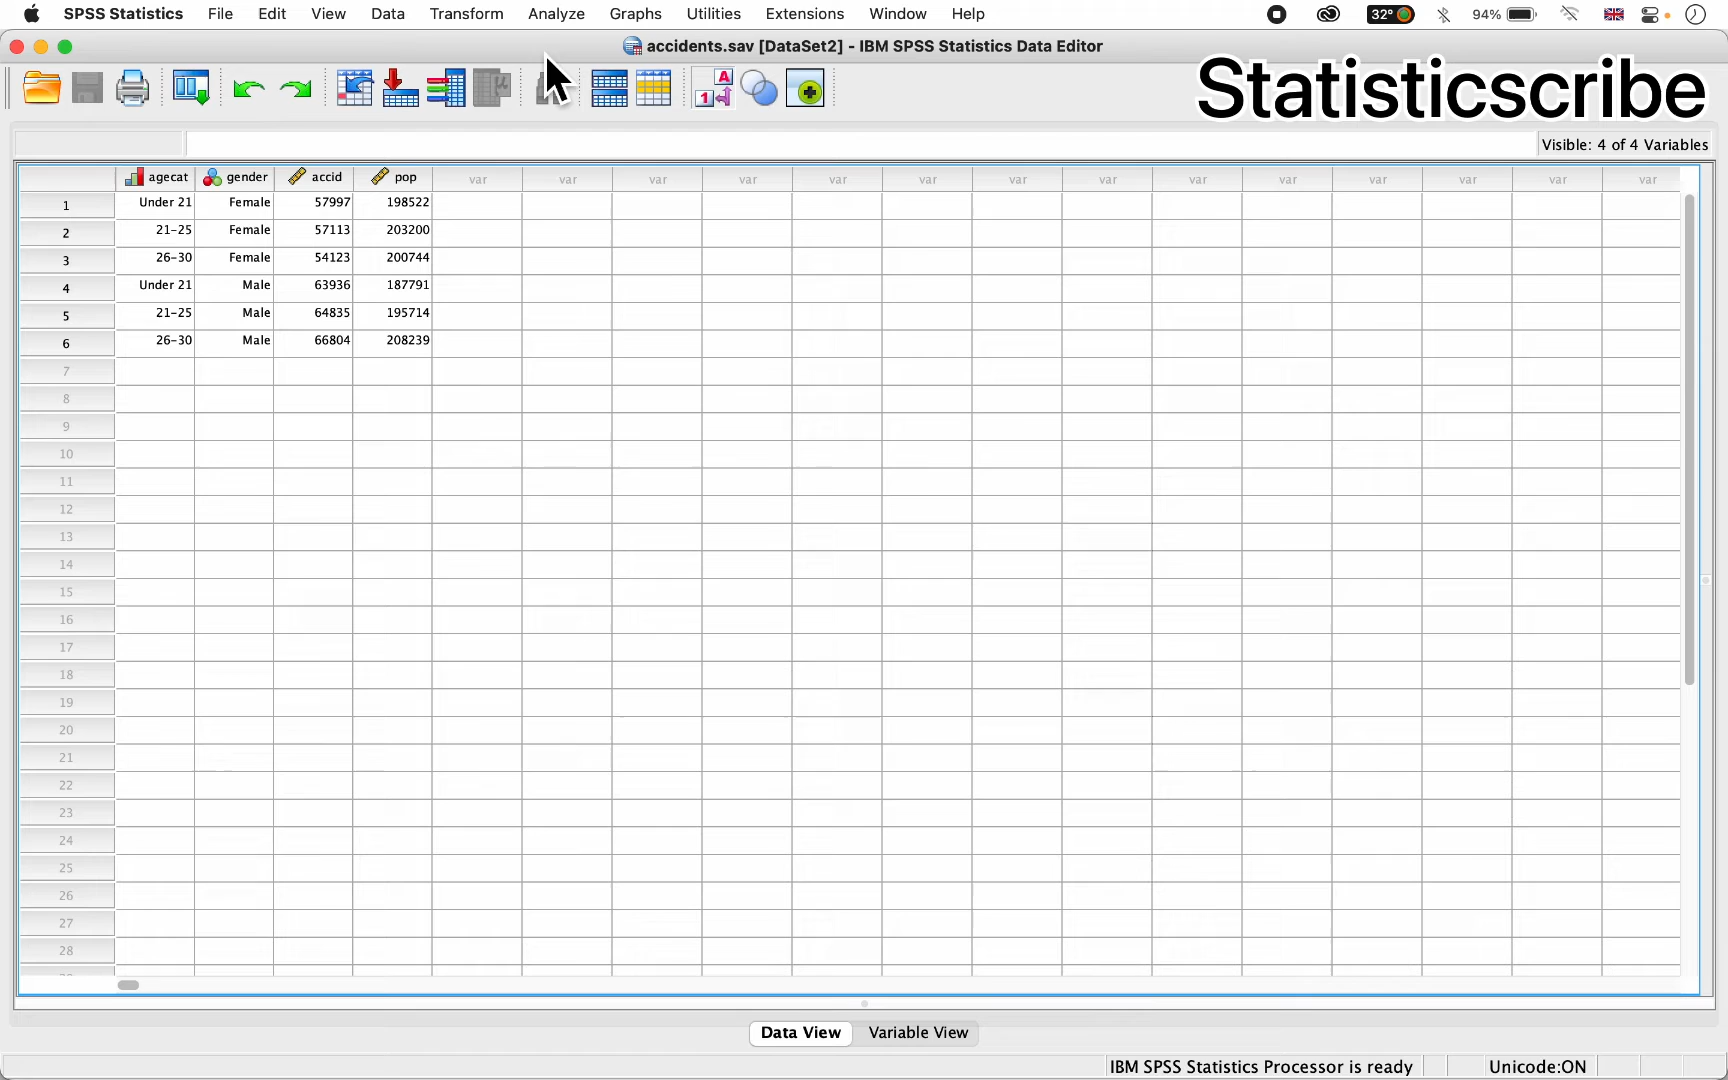 SPSS Statistics File Edit View Data Transform Analyze Graphs Utilities Extensions Window Help 32° 94%
accidents.sav [DataSet2] - IBM SPSS Statistics Data Editor
Statisticscribe
Visible: 4 of 4 Variables
agecat gender accid pop var var var var var var var var var var var var var var
1 Under 21 Female 57997 198522
2 21-25 Female 57113 203200
3 26-30 Female 54123 200744
4 Under 21 Male 63936 187791
5 21-25 Male 64835 195714
6 26-30 Male 66804 208239
7
8
9
10
11
12
13
14
15
16
17
18
19
20
21
22
23
24
25
26
27
28
Data View Variable View
IBM SPSS Statistics Processor is ready Unicode:ON